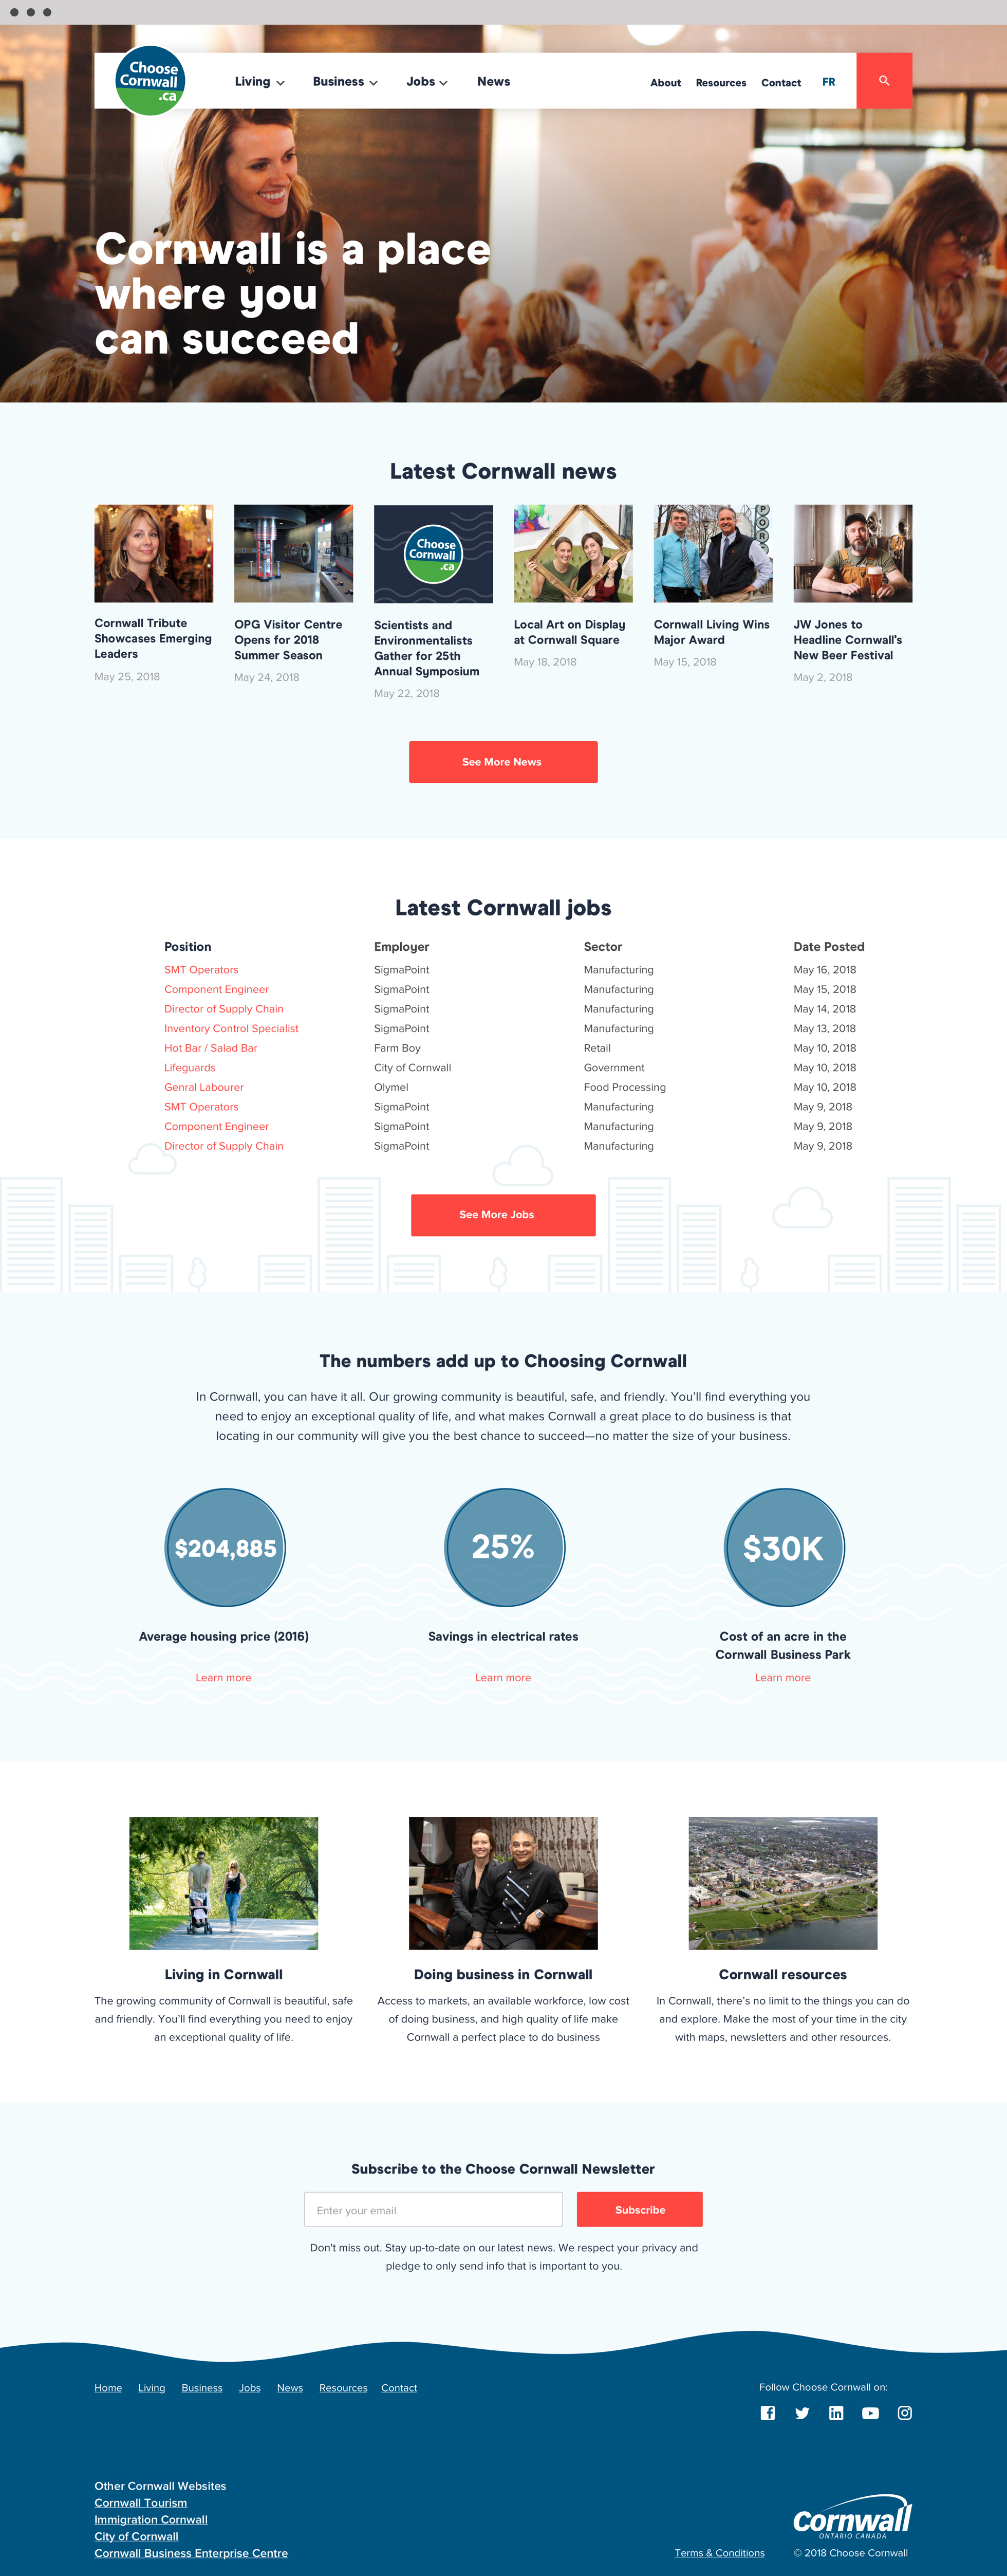 Choose
Cornwall
.ca
Living
Business
Jobs
News
About
Resources
Contact
FR
Cornwall is a place
where you
can succeed
Latest Cornwall news
Choose
Cornwall
.ca
P
O
R
Cornwall Tribute
Showcases Emerging
Leaders
May 25, 2018
OPG Visitor Centre
Opens for 2018
Summer Season
May 24, 2018
Scientists and
Environmentalists
Gather for 25th
Annual Symposium
May 22, 2018
Local Art on Display
at Cornwall Square
May 18, 2018
Cornwall Living Wins
Major Award
May 15, 2018
JW Jones to
Headline Cornwall's
New Beer Festival
May 2, 2018
See More News
Latest Cornwall jobs
Position Employer Sector Date Posted
SMT Operators SigmaPoint Manufacturing May 16, 2018
Component Engineer SigmaPoint Manufacturing May 15, 2018
Director of Supply Chain SigmaPoint Manufacturing May 14, 2018
Inventory Control Specialist SigmaPoint Manufacturing May 13, 2018
Hot Bar / Salad Bar Farm Boy Retail May 10, 2018
Lifeguards City of Cornwall Government May 10, 2018
Genral Labourer Olymel Food Processing May 10, 2018
SMT Operators SigmaPoint Manufacturing May 9, 2018
Component Engineer SigmaPoint Manufacturing May 9, 2018
Director of Supply Chain SigmaPoint Manufacturing May 9, 2018
See More Jobs
The numbers add up to Choosing Cornwall
In Cornwall, you can have it all. Our growing community is beautiful, safe, and friendly. You'll find everything you
need to enjoy an exceptional quality of life, and what makes Cornwall a great place to do business is that
locating in our community will give you the best chance to succeed—no matter the size of your business.
$204,885
Average housing price (2016)
Learn more
25%
Savings in electrical rates
Learn more
$30K
Cost of an acre in the
Cornwall Business Park
Learn more
Living in Cornwall
The growing community of Cornwall is beautiful, safe
and friendly. You'll find everything you need to enjoy
an exceptional quality of life.
Doing business in Cornwall
Access to markets, an available workforce, low cost
of doing business, and high quality of life make
Cornwall a perfect place to do business
Cornwall resources
In Cornwall, there's no limit to the things you can do
and explore. Make the most of your time in the city
with maps, newsletters and other resources.
Subscribe to the Choose Cornwall Newsletter
Enter your email
Subscribe
Don't miss out. Stay up-to-date on our latest news. We respect your privacy and
pledge to only send info that is important to you.
Home Living Business Jobs News Resources Contact
Follow Choose Cornwall on:
Other Cornwall Websites
Cornwall Tourism
Immigration Cornwall
City of Cornwall
Cornwall Business Enterprise Centre
Cornwall
ONTARIO CANADA
Terms & Conditions
© 2018 Choose Cornwall